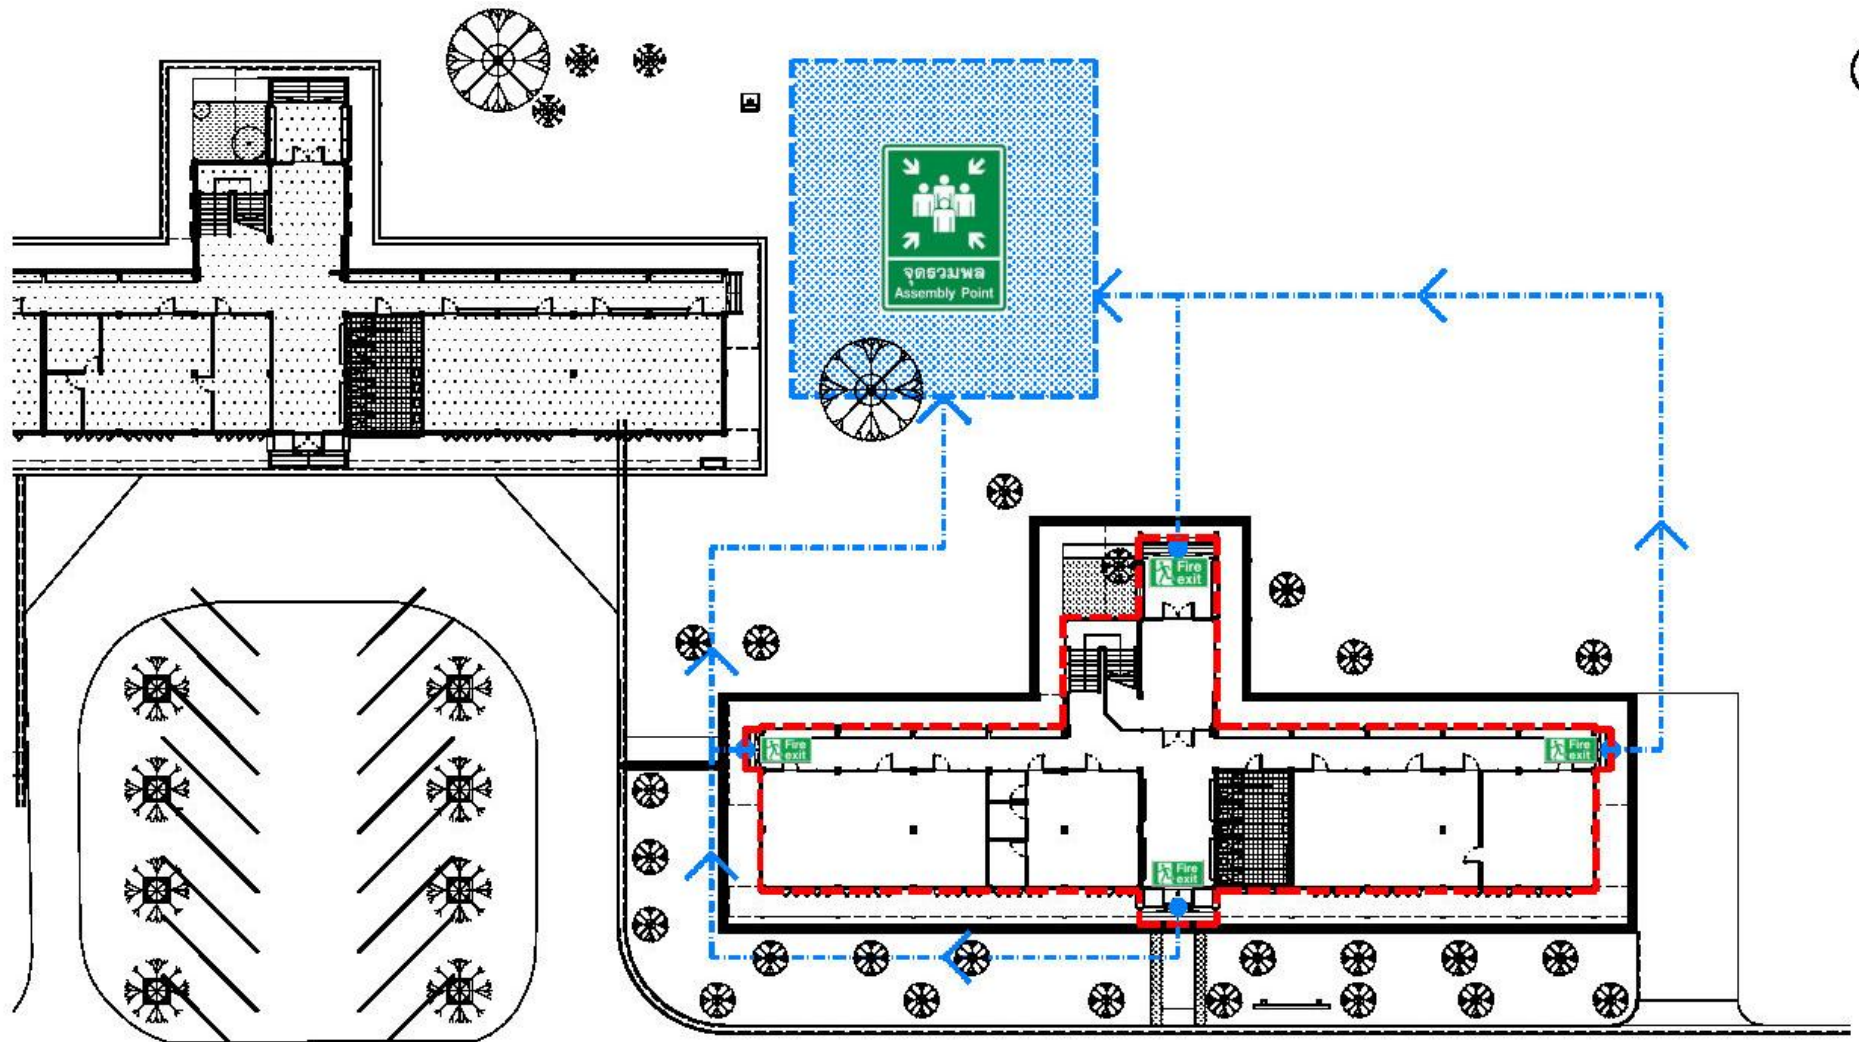 จุดรวมพล
Assembly Point
Fire
exit
Fire
exit
Fire
exit
Fire
exit